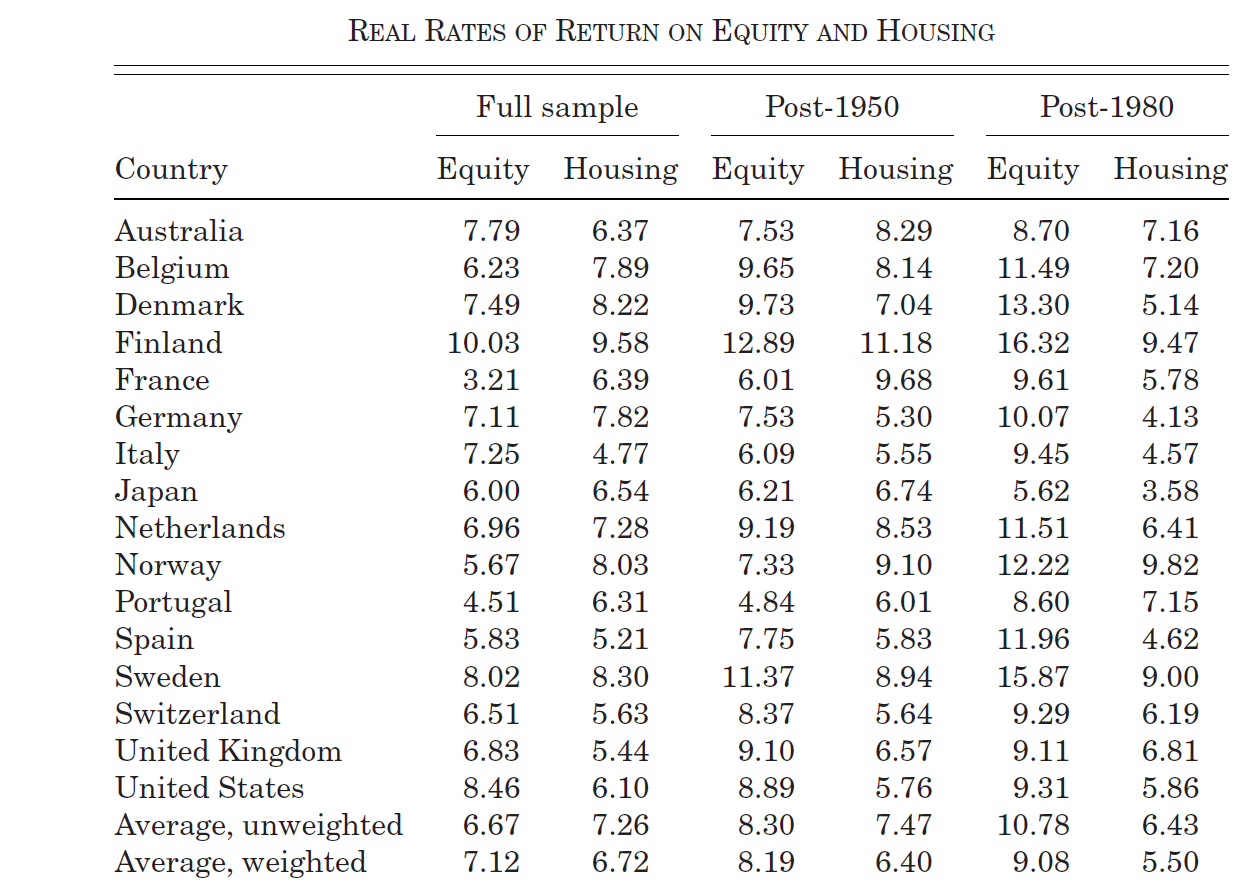 REAL RATES OF RETURN ON EQUITY AND HOUSING
Full sample Post-1950 Post-1980
Country Equity Housing Equity Housing Equity Housing
Australia 7.79 6.37 7.53 8.29 8.70 7.16
Belgium 6.23 7.89 9.65 8.14 11.49 7.20
Denmark 7.49 8.22 9.73 7.04 13.30 5.14
Finland 10.03 9.58 12.89 11.18 16.32 9.47
France 3.21 6.39 6.01 9.68 9.61 5.78
Germany 7.11 7.82 7.53 5.30 10.07 4.13
Italy 7.25 4.77 6.09 5.55 9.45 4.57
Japan 6.00 6.54 6.21 6.74 5.62 3.58
Netherlands 6.96 7.28 9.19 8.53 11.51 6.41
Norway 5.67 8.03 7.33 9.10 12.22 9.82
Portugal 4.51 6.31 4.84 6.01 8.60 7.15
Spain 5.83 5.21 7.75 5.83 11.96 4.62
Sweden 8.02 8.30 11.37 8.94 15.87 9.00
Switzerland 6.51 5.63 8.37 5.64 9.29 6.19
United Kingdom 6.83 5.44 9.10 6.57 9.11 6.81
United States 8.46 6.10 8.89 5.76 9.31 5.86
Average, unweighted 6.67 7.26 8.30 7.47 10.78 6.43
Average, weighted 7.12 6.72 8.19 6.40 9.08 5.50